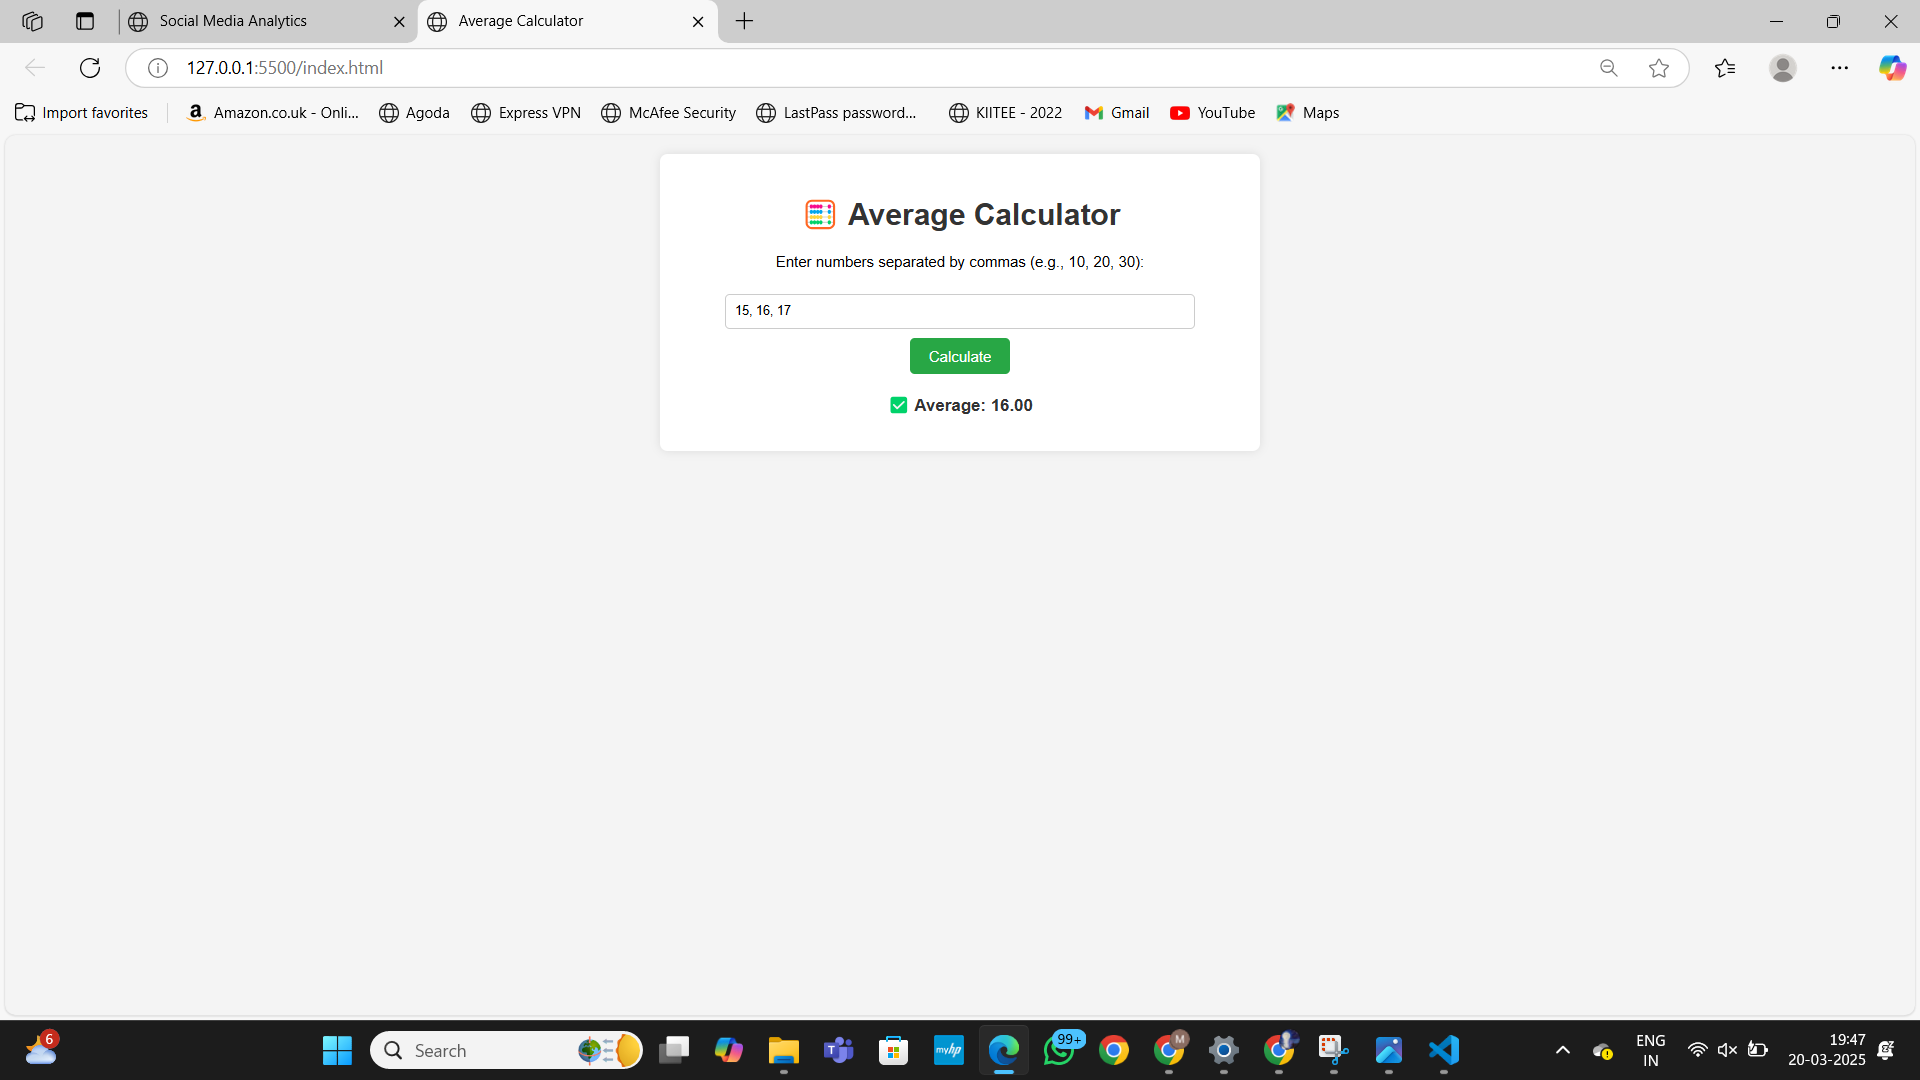 Social Media Analytics
Average Calculator
127.0.0.1:5500/index.html
Import favorites
a Amazon.co.uk - Onli...
Agoda
Express VPN
McAfee Security
LastPass password...
KIITEE - 2022
Gmail
YouTube
Maps
Average Calculator
Enter numbers separated by commas (e.g., 10, 20, 30):
15, 16, 17
Calculate
Average: 16.00
6
Search
T
myhp
99+
M
ENG
IN
19:47
20-03-2025